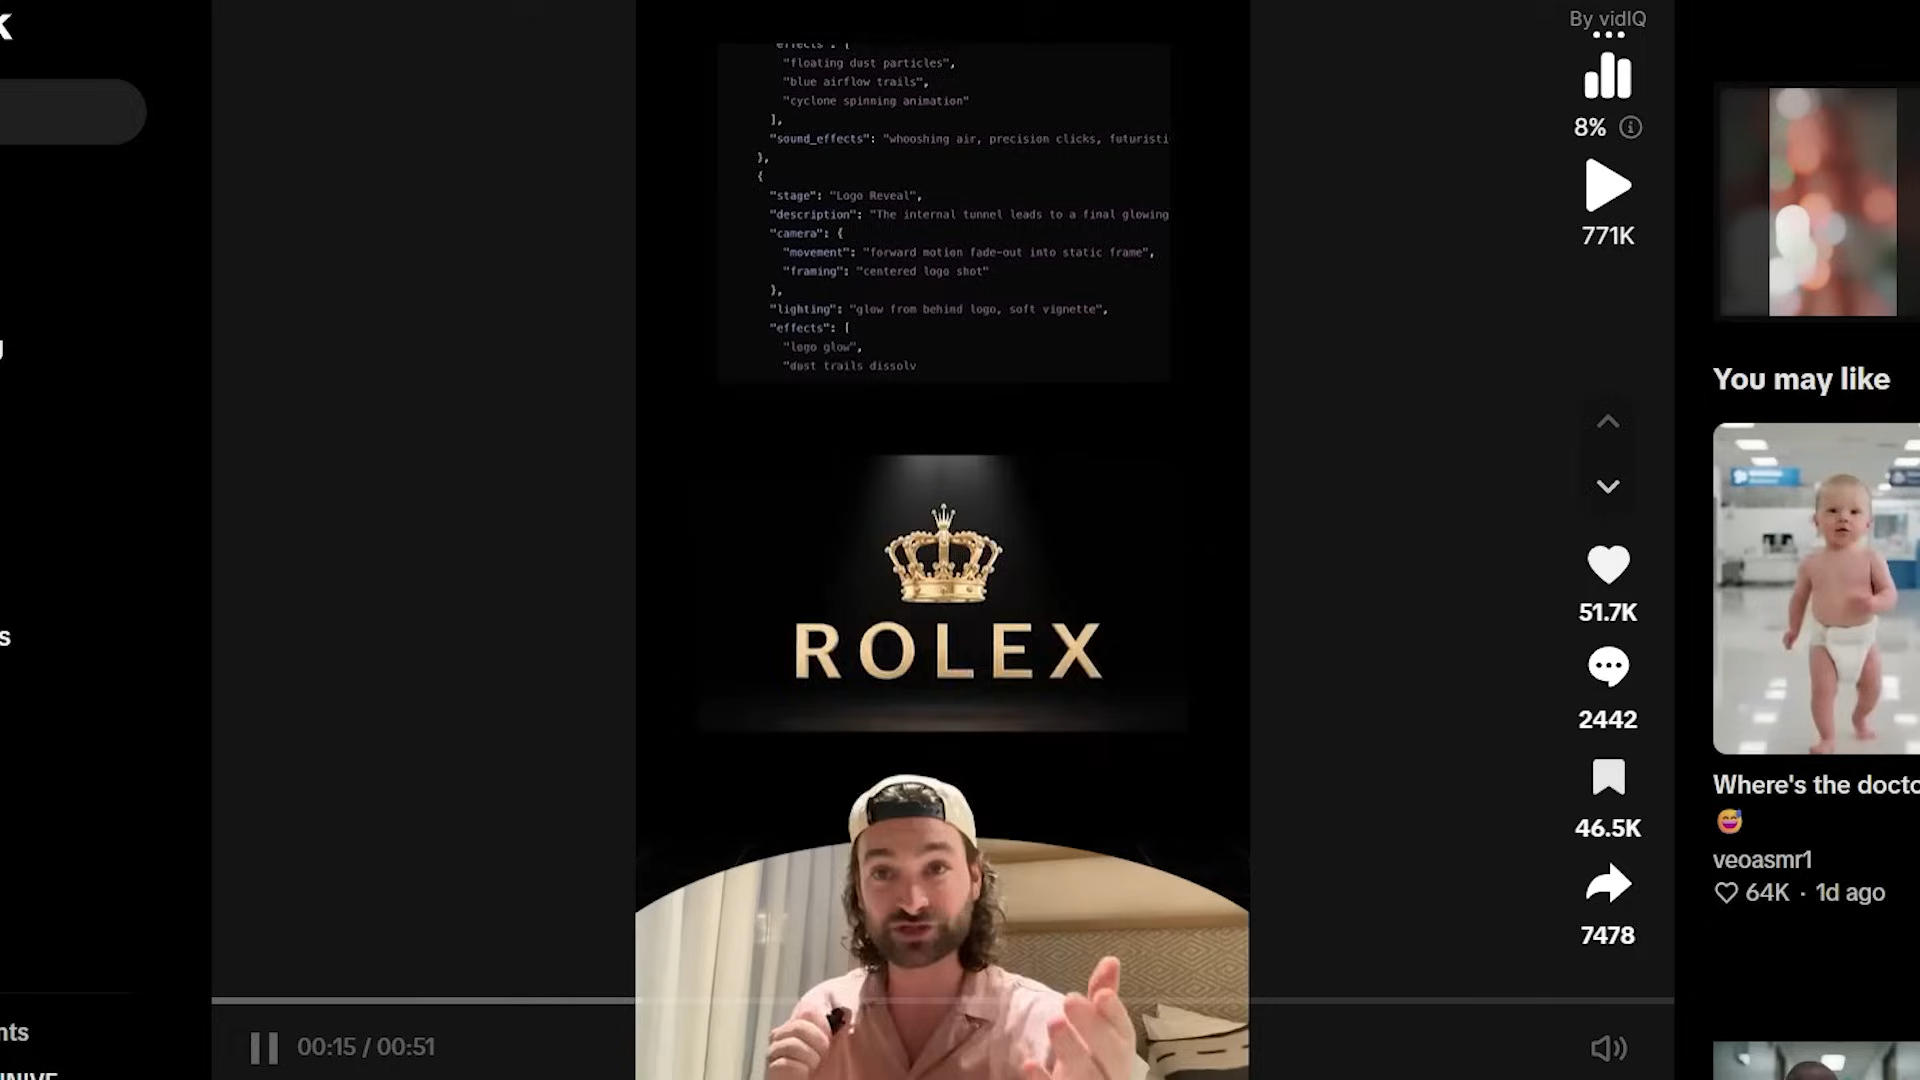 By vidIQ
"floating dust particles",
"blue airflow trails",
"cyclone spinning animation"
],
"sound_effects": "whooshing air, precision clicks, futuristi
},
{
"stage": "Logo Reveal",
"description": "The internal tunnel leads to a final glowing
"camera": {
"movement": "forward motion fade-out into static frame",
"framing": "centered logo shot"
},
"lighting": "glow from behind logo, soft vignette",
"effects": [
"logo glow",
"dust trails dissolv
ROLEX
8%
771K
51.7K
2442
46.5K
7478
You may like
Where's the docto
😅
veoasmr1
64K · 1d ago
00:15 / 00:51